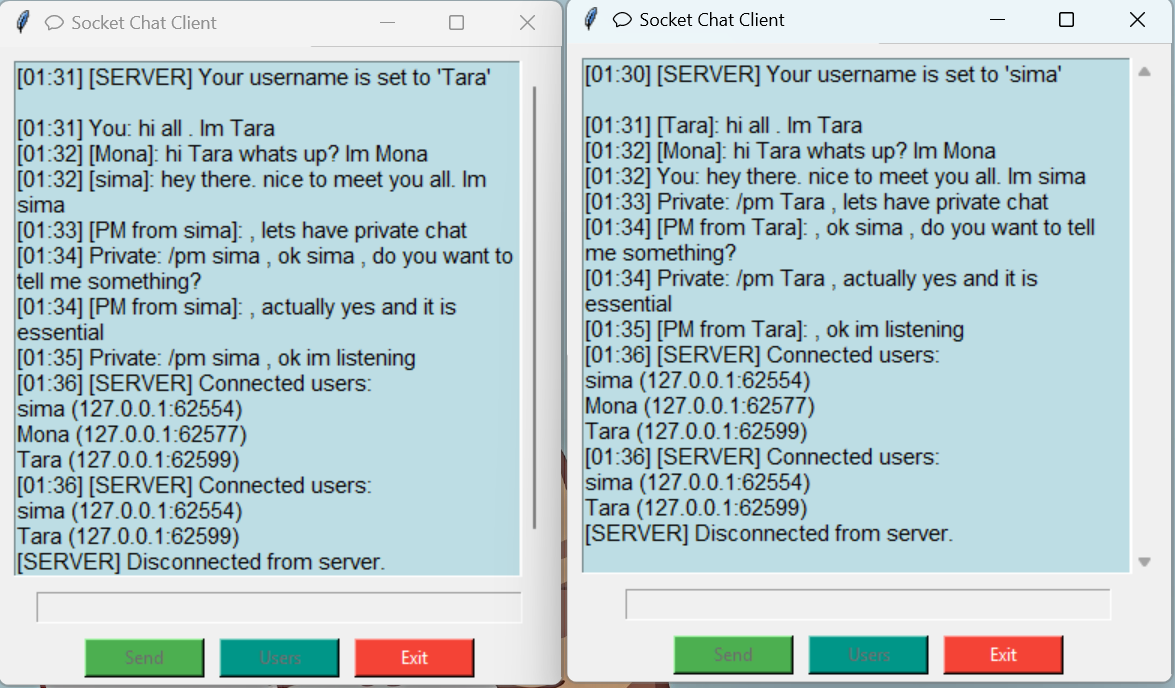 Socket Chat Client
[01:31] [SERVER] Your username is set to 'Tara'
[01:31] You: hi all . Im Tara
[01:32] [Mona]: hi Tara whats up? Im Mona
[01:32] [sima]: hey there. nice to meet you all. Im
sima
[01:33] [PM from sima]: , lets have private chat
[01:34] Private: /pm sima , ok sima , do you want to
tell me something?
[01:34] [PM from sima]: , actually yes and it is
essential
[01:35] Private: /pm sima , ok im listening
[01:36] [SERVER] Connected users:
sima (127.0.0.1:62554)
Mona (127.0.0.1:62577)
Tara (127.0.0.1:62599)
[01:36] [SERVER] Connected users:
sima (127.0.0.1:62554)
Tara (127.0.0.1:62599)
[SERVER] Disconnected from server.
Send Users Exit
Socket Chat Client
[01:30] [SERVER] Your username is set to 'sima'
[01:31] [Tara]: hi all . Im Tara
[01:32] [Mona]: hi Tara whats up? Im Mona
[01:32] You: hey there. nice to meet you all. Im sima
[01:33] Private: /pm Tara , lets have private chat
[01:34] [PM from Tara]: , ok sima , do you want to tell
me something?
[01:34] Private: /pm Tara , actually yes and it is
essential
[01:35] [PM from Tara]: , ok im listening
[01:36] [SERVER] Connected users:
sima (127.0.0.1:62554)
Mona (127.0.0.1:62577)
Tara (127.0.0.1:62599)
[01:36] [SERVER] Connected users:
sima (127.0.0.1:62554)
Tara (127.0.0.1:62599)
[SERVER] Disconnected from server.
Send Users Exit